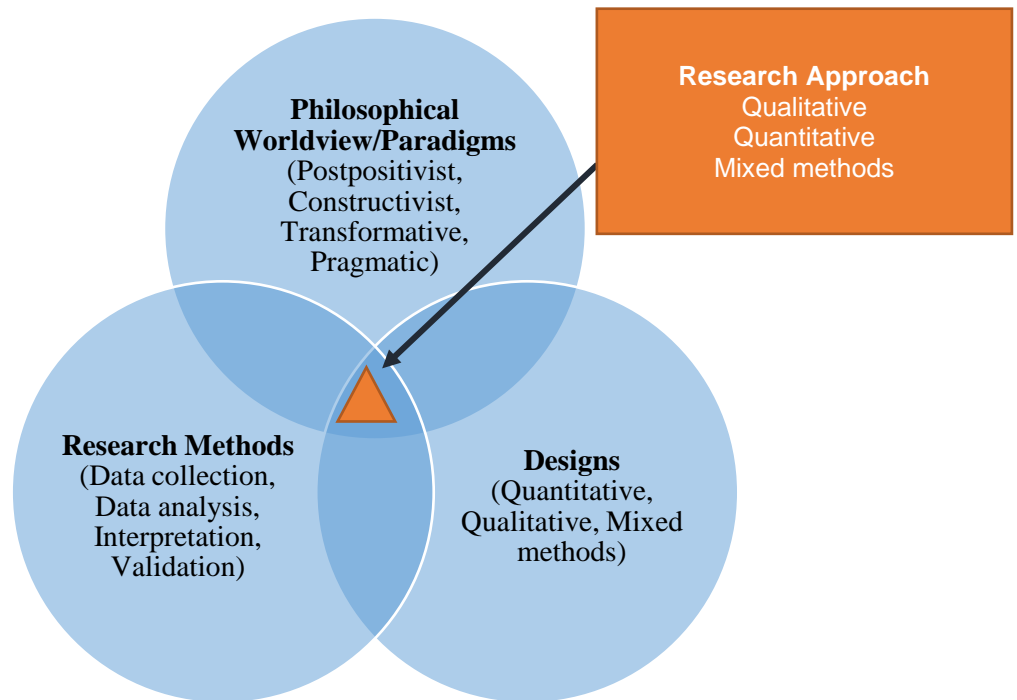 Research Approach
Qualitative
Quantitative
Mixed methods
Philosophical
Worldview/Paradigms
(Postpositivist,
Constructivist,
Transformative,
Pragmatic)
Research Methods
(Data collection,
Data analysis,
Interpretation,
Validation)
Designs
(Quantitative,
Qualitative, Mixed
methods)